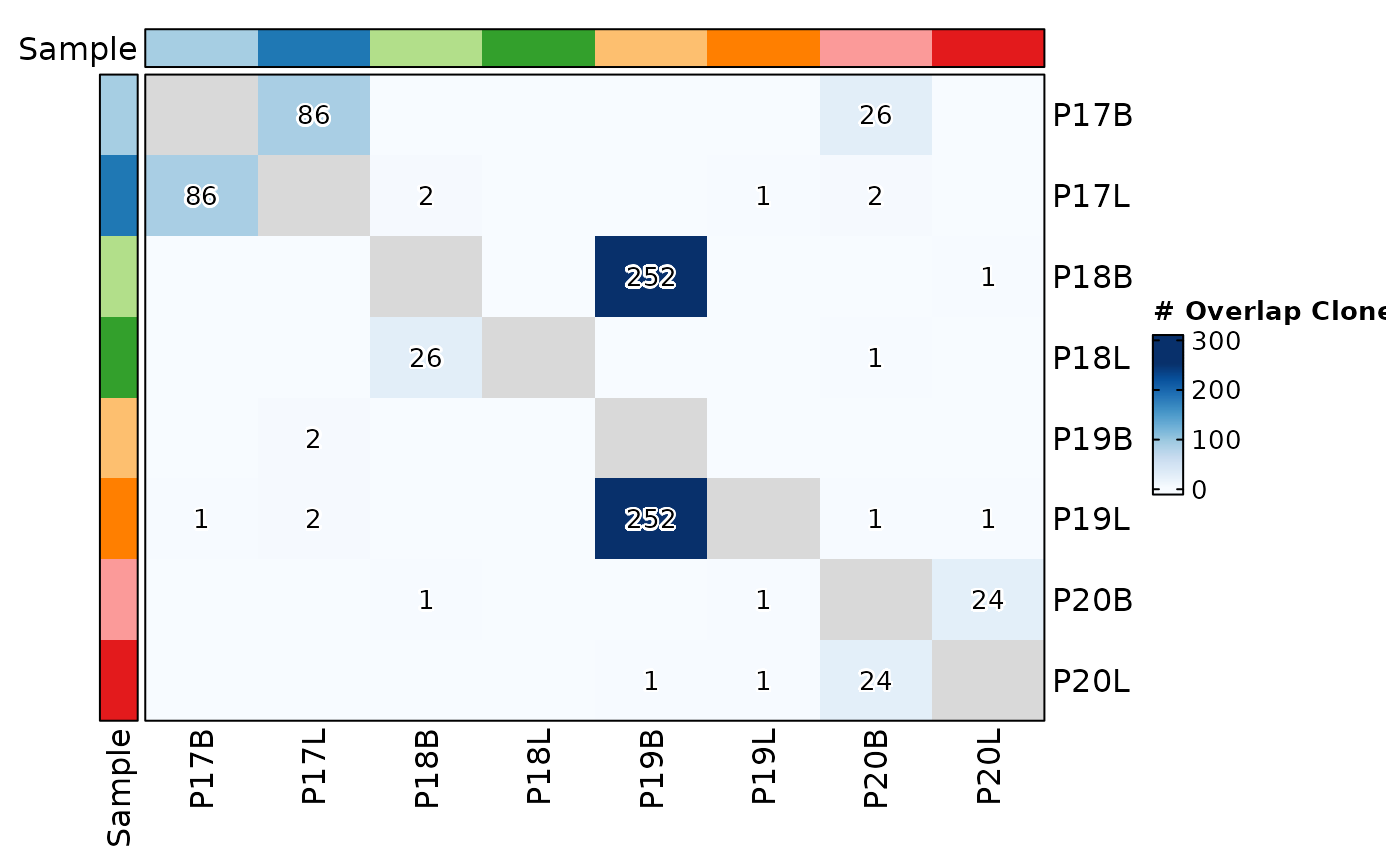 Sample
86 26 P17B
86 2 1 2 P17L
252 1 P18B
26 1 P18L
2 P19B
1 2 252 1 1 P19L
1 1 24 P20B
1 1 24 P20L
# Overlap Clone
300
200
100
0
Sample P17B P17L P18B P18L P19B P19L P20B P20L